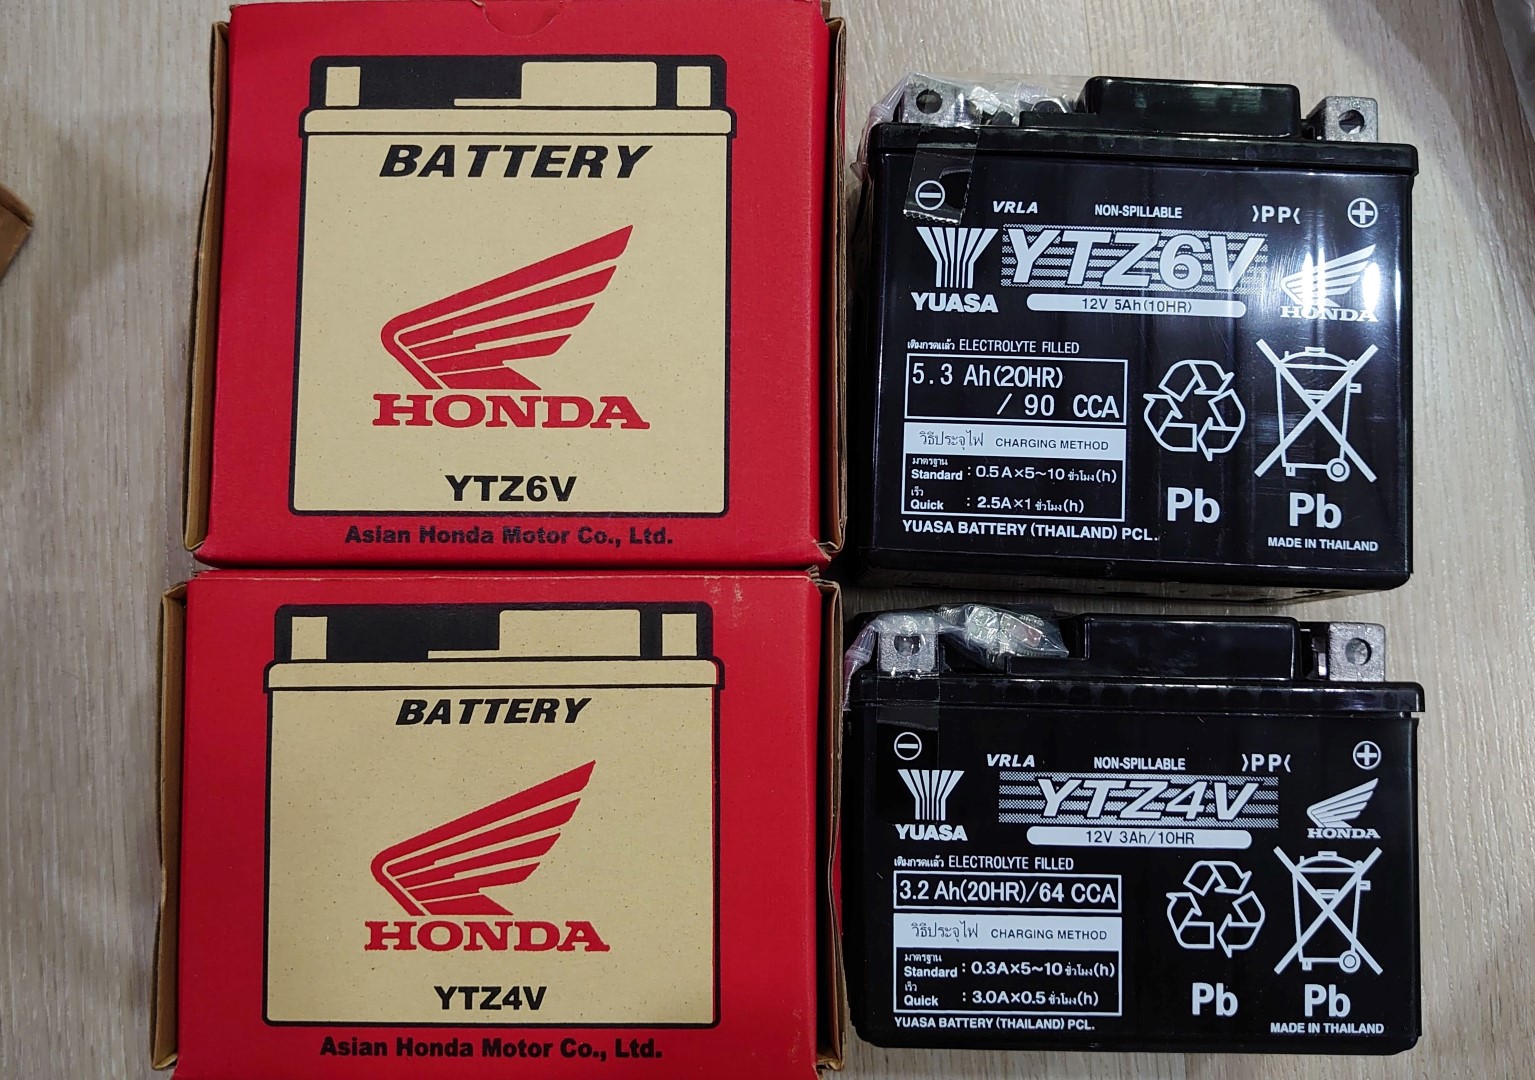 BATTERY
HONDA
YTZ6V
Asian Honda Motor Co., Ltd.
VRLA NON-SPILLABLE >PP<
YUASA YTZ6V
12V 5Ah(10HR)
HONDA
เติมกรดแล้ว ELECTROLYTE FILLED
5.3 Ah(20HR)
/ 90 CCA
วิธีประจุไฟ CHARGING METHOD
มาตรฐาน
Standard : 0.5A×5~10 ชั่วโมง(h)
เร็ว
Quick : 2.5A×1 ชั่วโมง(h)
Pb Pb
YUASA BATTERY (THAILAND) PCL.
MADE IN THAILAND
BATTERY
HONDA
YTZ4V
Asian Honda Motor Co., Ltd.
VRLA NON-SPILLABLE >PP<
YUASA YTZ4V
12V 3Ah/10HR
HONDA
เติมกรดแล้ว ELECTROLYTE FILLED
3.2 Ah(20HR)/64 CCA
วิธีประจุไฟ CHARGING METHOD
มาตรฐาน
Standard : 0.3A×5~10 ชั่วโมง(h)
เร็ว
Quick : 3.0A×0.5 ชั่วโมง(h)
Pb Pb
YUASA BATTERY (THAILAND) PCL.
MADE IN THAILAND